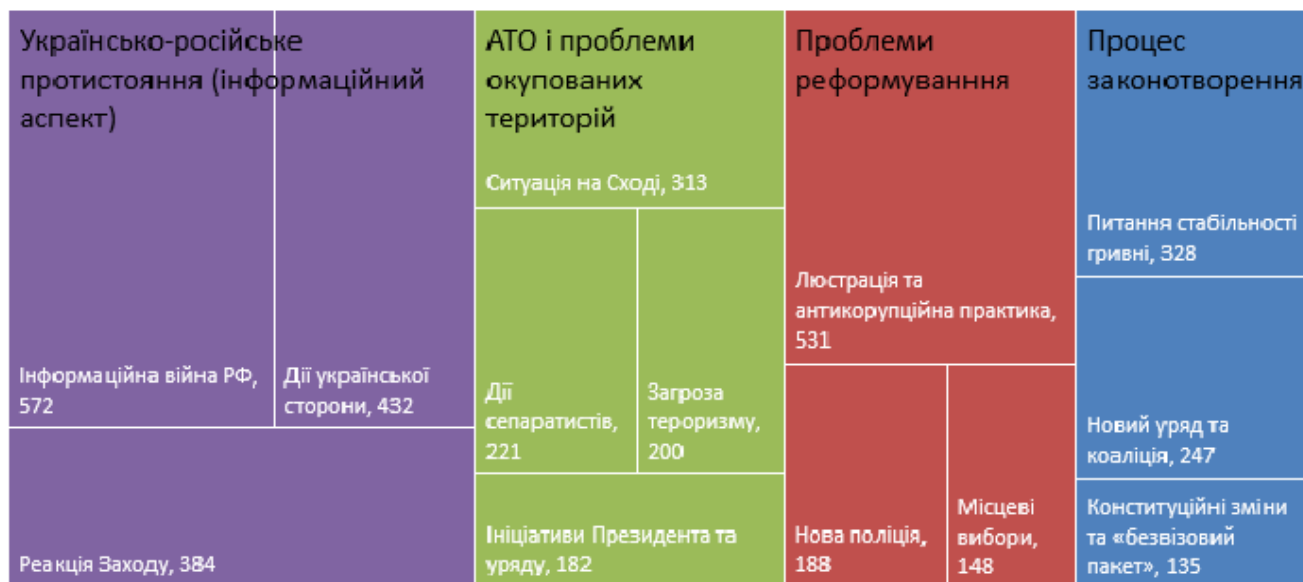 Українсько-російське
протистояння (інформаційний
аспект)
Інформаційна війна РФ,
572
Дії української
сторони, 432
Реакція Заходу, 384
АТО і проблеми
окупованих
територій
Ситуація на Сході, 313
Дії
сепаратистів,
221
Загроза
тероризму,
200
Ініціативи Президента та
уряду, 182
Проблеми
реформуванння
Люстрація та
антикорупційна практика,
531
Нова поліція,
188
Місцеві
вибори,
148
Процес
законотворення
Питання стабільності
гривні, 328
Новий уряд та
коаліція, 247
Конституційні зміни
та «безвізовий
пакет», 135